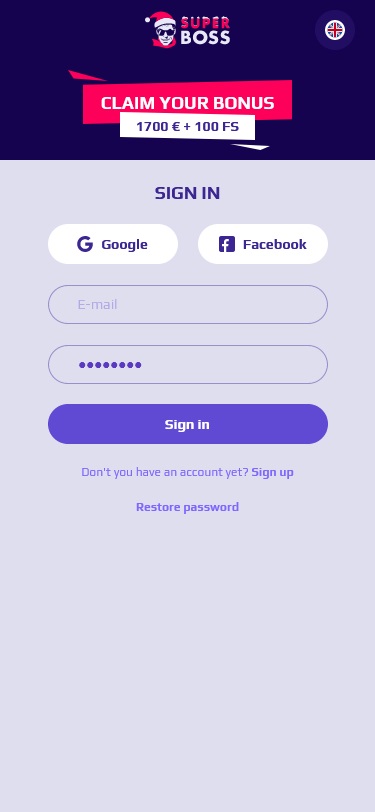 SUPER
BOSS
CLAIM YOUR BONUS
1700 € + 100 FS
SIGN IN
Google
Facebook
E-mail
Sign in
Don't you have an account yet? Sign up
Restore password